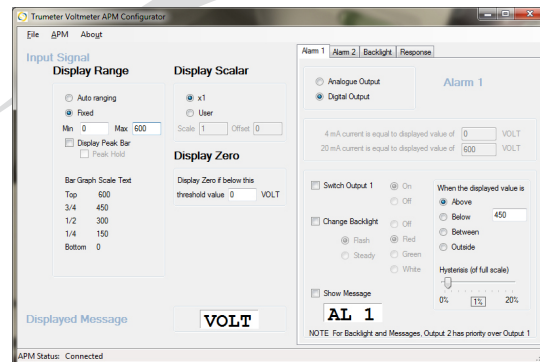 Trumeter Voltmeter APM Configurator
File APM About
Input Signal
Display Range
Auto ranging
Fixed
Min 0 Max 600
Display Peak Bar
Peak Hold
Bar Graph Scale Text
Top 600
3/4 450
1/2 300
1/4 150
Bottom 0
Display Scalar
x1
User
Scale 1 Offset 0
Display Zero
Display Zero if below this
threshold value 0 VOLT
Displayed Message
VOLT
Alarm 1 Alarm 2 Backlight Response
Analogue Output
Digital Output
Alarm 1
4 mA current is equal to displayed value of 0 VOLT
20 mA current is equal to displayed value of 600 VOLT
Switch Output 1 On
Off
Change Backlight Off
Flash Red
Steady Green
White
When the displayed value is
Above
Below 450
Between
Outside
Hysterisis (of full scale)
0% 1% 20%
Show Message
AL 1
NOTE For Backlight and Messages, Output 2 has priority over Output 1
APM Status: Connected